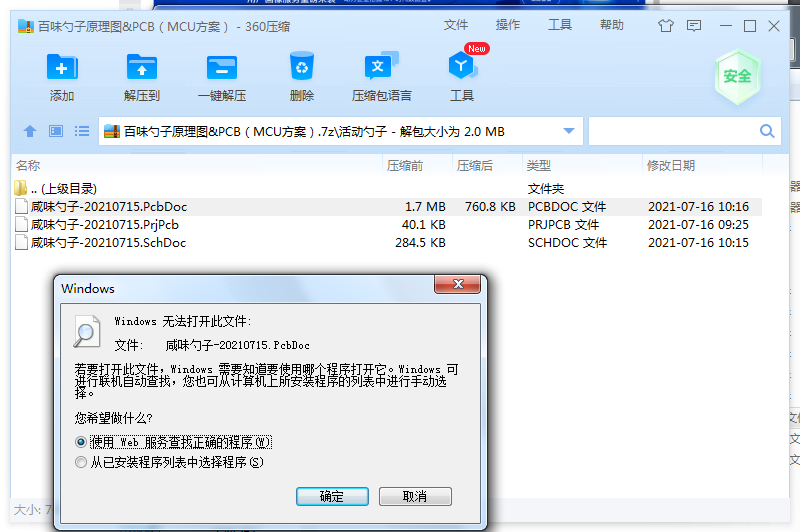 百味勺子原理图&PCB（MCU方案） - 360压缩
文件 操作 工具 帮助
New
添加 解压到 一键解压 删除 压缩包语言 工具
安全
百味勺子原理图&PCB（MCU方案）.7z\活动勺子 - 解包大小为 2.0 MB
名称 压缩前 压缩后 类型 修改日期
.. (上级目录) 文件夹
咸味勺子-20210715.PcbDoc 1.7 MB 760.8 KB PCBDOC 文件 2021-07-16 10:16
咸味勺子-20210715.PrjPcb 40.1 KB PRJPCB 文件 2021-07-16 09:25
咸味勺子-20210715.SchDoc 284.5 KB SCHDOC 文件 2021-07-16 10:15
Windows
Windows 无法打开此文件:
文件: 咸味勺子-20210715.PcbDoc
若要打开此文件，Windows 需要知道要使用哪个程序打开它。Windows 可
进行联机自动查找，您也可从计算机上所安装程序的列表中进行手动选
择。
您希望做什么?
使用 Web 服务查找正确的程序(W)
从已安装程序列表中选择程序(S)
确定 取消
大小: 7